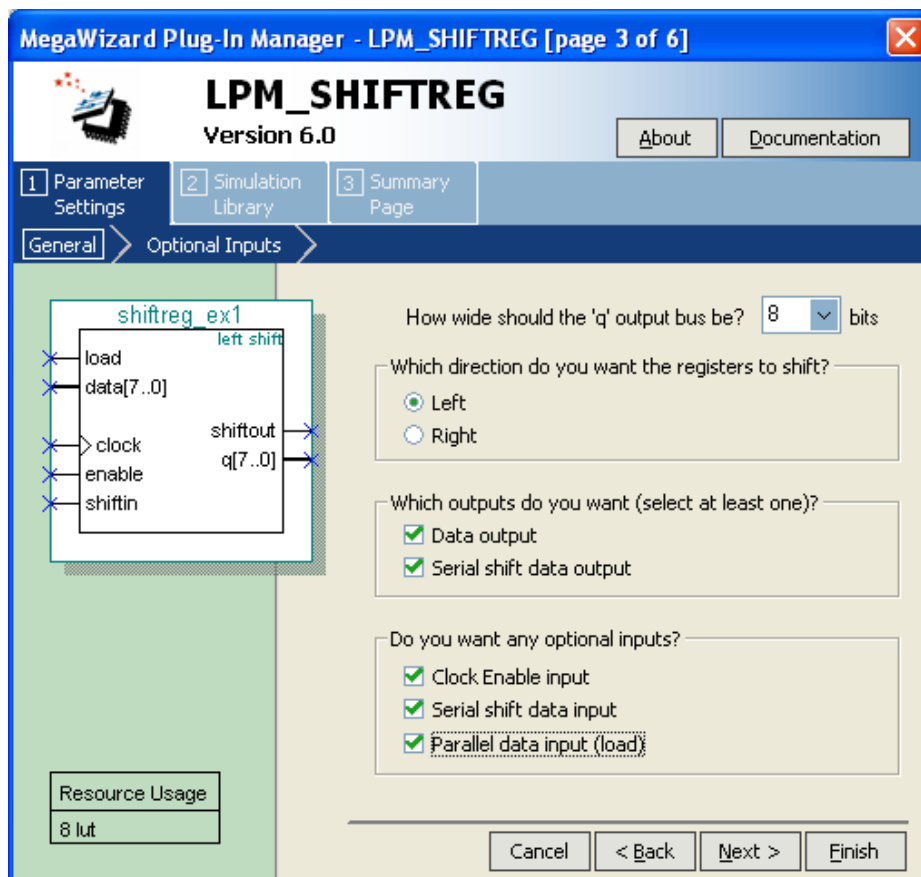 MegaWizard Plug-In Manager - LPM_SHIFTREG [page 3 of 6]
LPM_SHIFTREG
Version 6.0
About
Documentation
1 Parameter Settings
2 Simulation Library
3 Summary Page
General
Optional Inputs
shiftreg_ex1
left shift
load
data[7..0]
clock
enable
shiftin
shiftout
q[7..0]
How wide should the 'q' output bus be? 8 bits
Which direction do you want the registers to shift?
Left
Right
Which outputs do you want (select at least one)?
Data output
Serial shift data output
Do you want any optional inputs?
Clock Enable input
Serial shift data input
Parallel data input (load)
Resource Usage
8 lut
Cancel
< Back
Next >
Finish